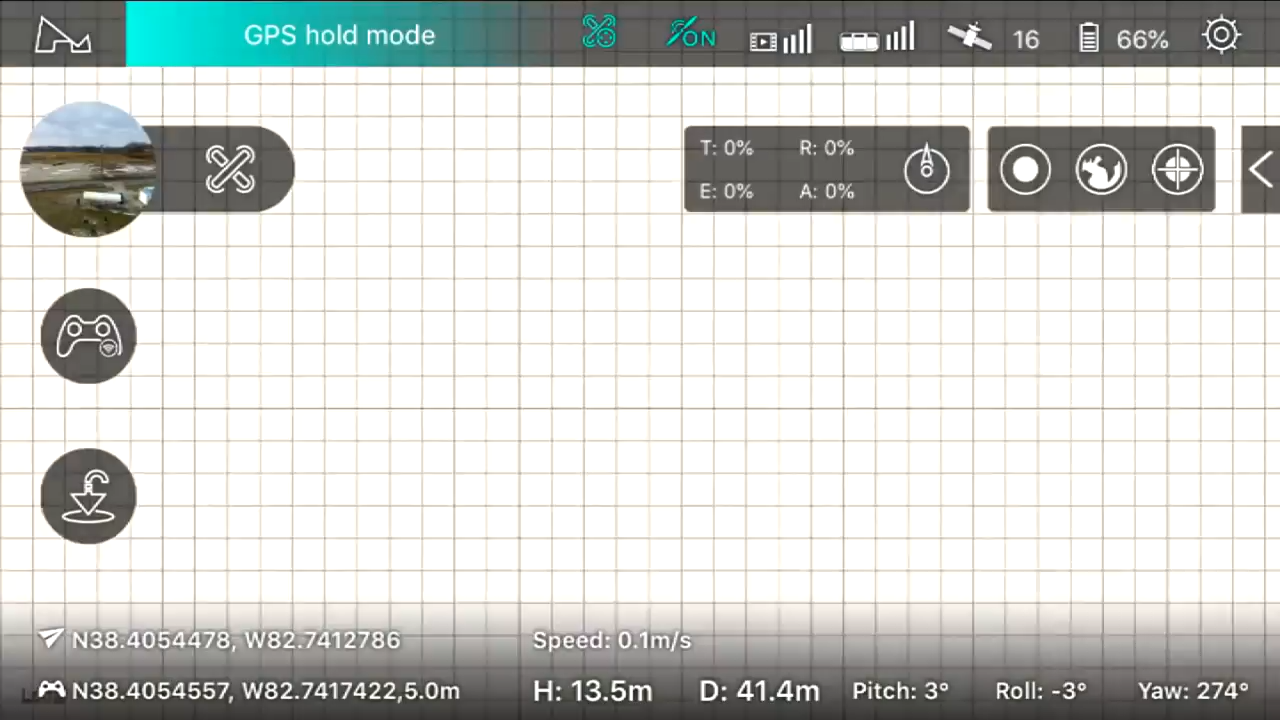 GPS hold mode
ON
16
66%
T: 0% R: 0%
E: 0% A: 0%
N38.4054478, W82.7412786
Speed: 0.1m/s
N38.4054557, W82.7417422,5.0m
H: 13.5m
D: 41.4m
Pitch: 3°
Roll: -3°
Yaw: 274°